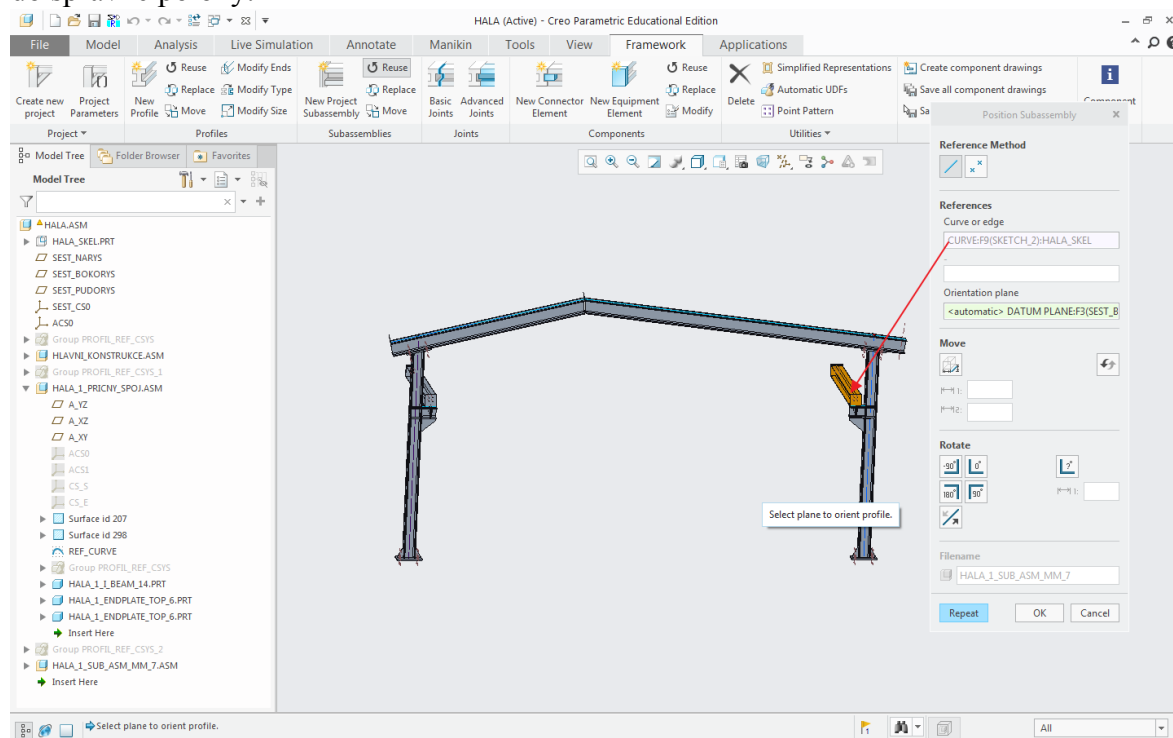 HALA (Active) - Creo Parametric Educational Edition
File Model Analysis Live Simulation Annotate Manikin Tools View Framework Applications
Reuse Modify Ends Reuse Reuse Simplified Representations Create component drawings
Replace Modify Type Replace Replace Automatic UDFs Save all component drawings
Create new project
Project Parameters
New Profile
Move Modify Size
New Project Subassembly
Move
Basic Joints
Advanced Joints
New Connector Element
New Equipment Element
Modify
Delete
Point Pattern
Sa
Component
Project Profiles Subassemblies Joints Components Utilities
Model Tree Folder Browser Favorites
Model Tree
HALA.ASM
HALA_SKEL.PRT
SEST_NARYS
SEST_BOKORYS
SEST_PUDORYS
SEST_CS0
ACS0
Group PROFIL_REF_CSYS
HLAVNI_KONSTRUKCE.ASM
Group PROFIL_REF_CSYS_1
HALA_1_PRICNY_SPOJ.ASM
A_YZ
A_XZ
A_XY
ACS0
ACS1
CS_S
CS_E
Surface id 207
Surface id 298
REF_CURVE
Group PROFIL_REF_CSYS
HALA_1_I_BEAM_14.PRT
HALA_1_ENDPLATE_TOP_6.PRT
HALA_1_ENDPLATE_TOP_6.PRT
Insert Here
Group PROFIL_REF_CSYS_2
HALA_1_SUB_ASM_MM_7.ASM
Insert Here
Select plane to orient profile.
Position Subassembly
Reference Method
References
Curve or edge
CURVE:F9(SKETCH_2):HALA_SKEL
-
Orientation plane
<automatic> DATUM PLANE:F3(SEST_B
Move
1:
2:
Rotate
-90° 0° ?°
180° 90° 1:
Filename
HALA_1_SUB_ASM_MM_7
Repeat OK Cancel
Select plane to orient profile.
1
All